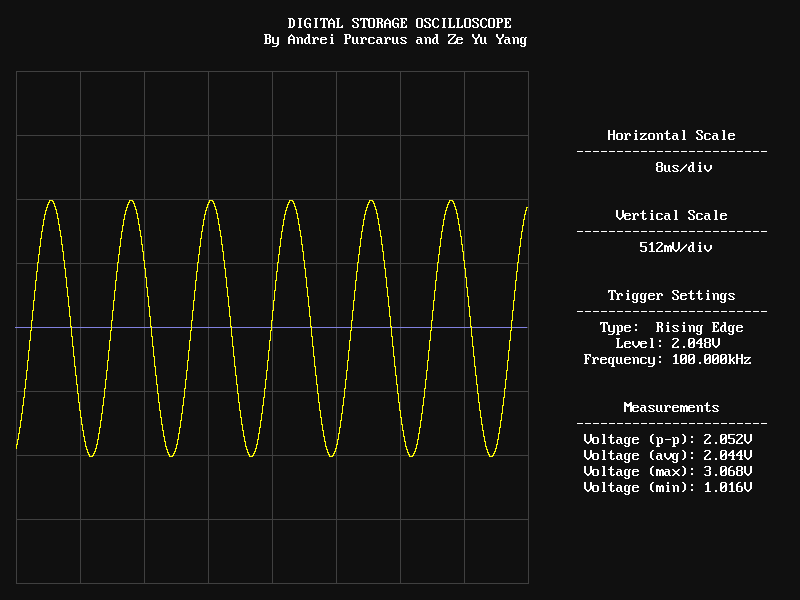 DIGITAL STORAGE OSCILLOSCOPE
By Andrei Purcarus and Ze Yu Yang
Horizontal Scale
------------------------
8us/div
Vertical Scale
------------------------
512mV/div
Trigger Settings
------------------------
Type:  Rising Edge
Level: 2.048V
Frequency: 100.000kHz
Measurements
------------------------
Voltage (p-p): 2.052V
Voltage (avg): 2.044V
Voltage (max): 3.068V
Voltage (min): 1.016V